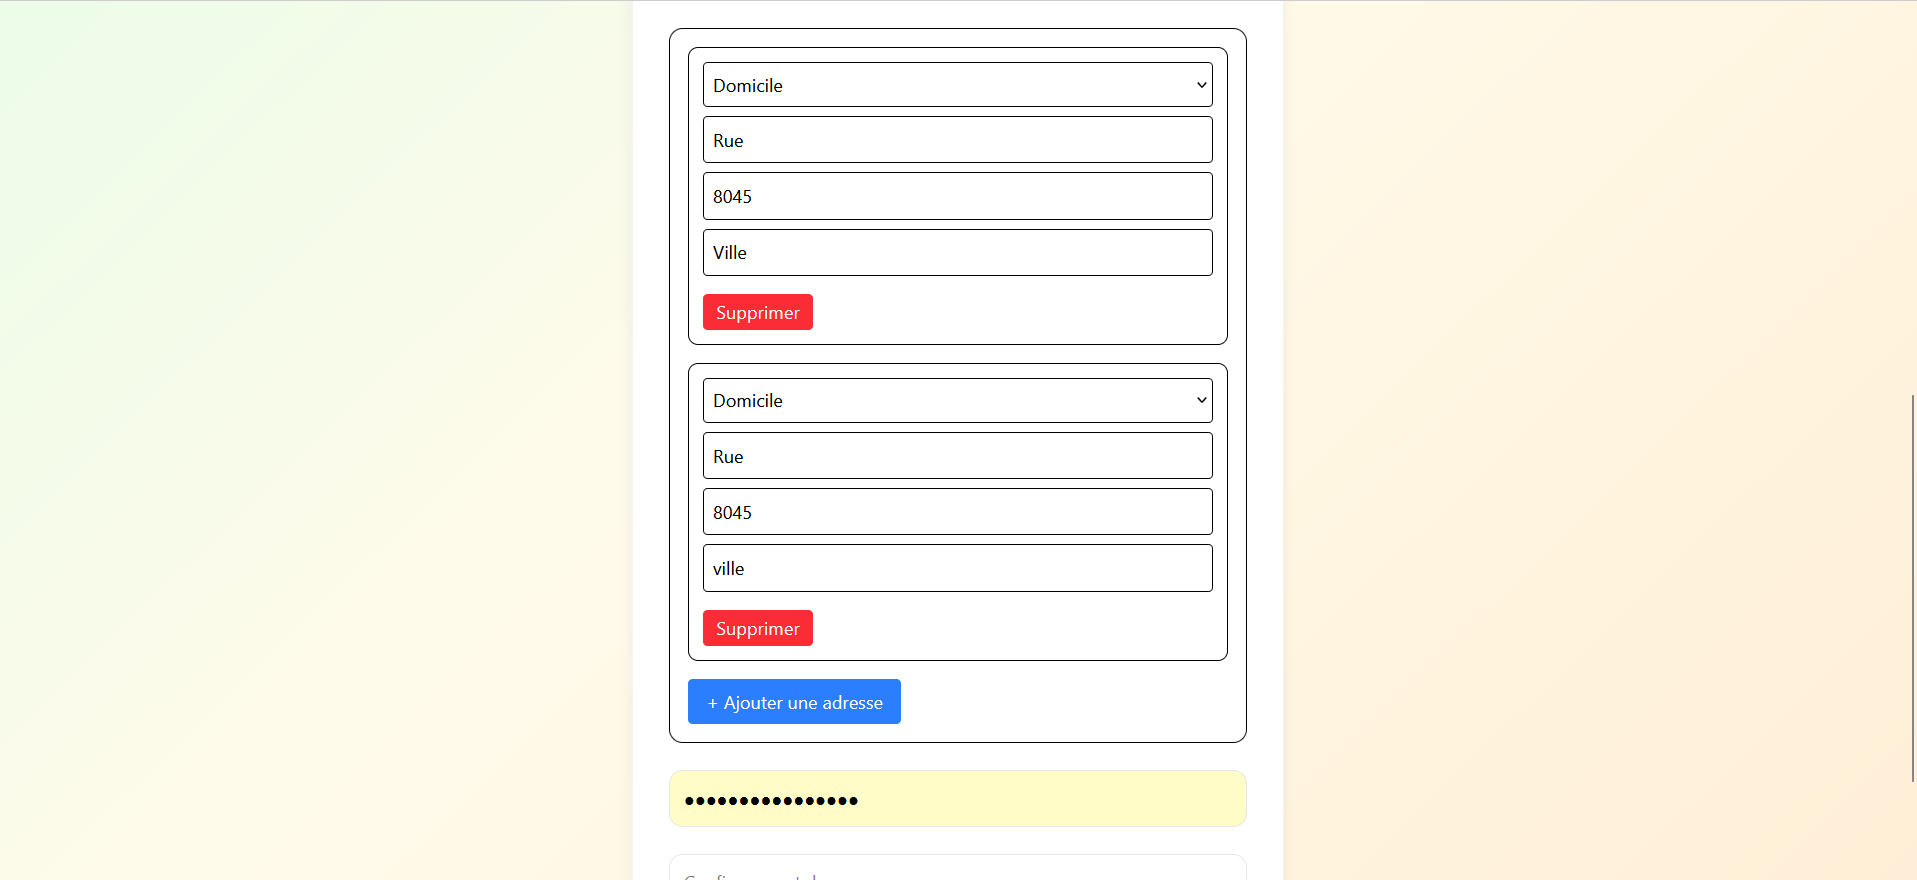 Domicile
Rue
8045
Ville
Supprimer
Domicile
Rue
8045
ville
Supprimer
+ Ajouter une adresse
••••••••••••••••